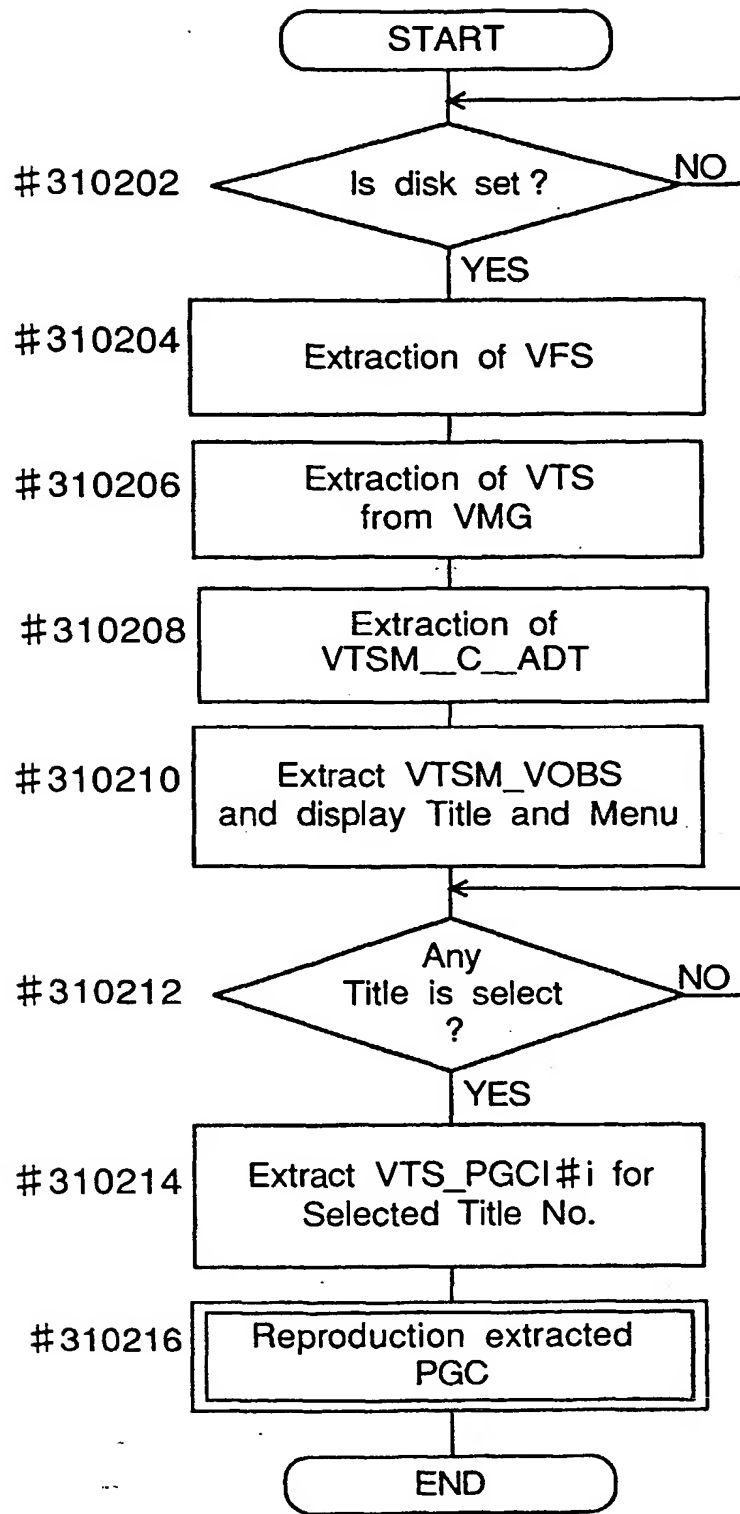 START
#310202
Is disk set?
NO
YES
#310204
Extraction of VFS
#310206
Extraction of VTS
from VMG
#310208
Extraction of
VTSM__C__ADT
#310210
Extract VTSM_VOBS
and display Title and Menu
#310212
Any
Title is select
?
NO
YES
#310214
Extract VTS_PGCI#i for
Selected Title No.
#310216
Reproduction extracted
PGC
END